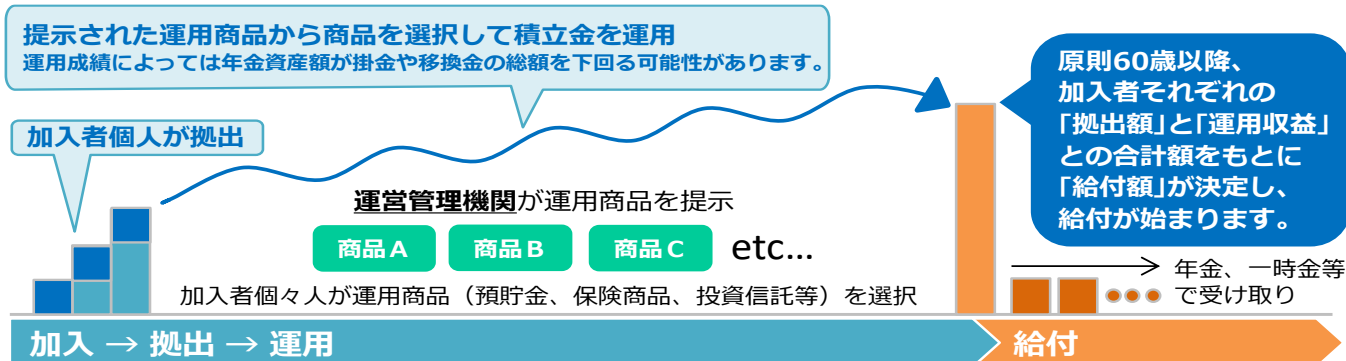 提示された運用商品から商品を選択して積立金を運用
運用成績によっては年金資産額が掛金や移換金の総額を下回る可能性があります。
加入者個人が拠出
原則60歳以降、
加入者それぞれの
「拠出額」と「運用収益」
との合計額をもとに
「給付額」が決定し、
給付が始まります。
運営管理機関が運用商品を提示
商品A 商品B 商品C etc…
加入者個々人が運用商品（預貯金、保険商品、投資信託等）を選択
年金、一時金等
で受け取り
加入 → 拠出 → 運用
給付